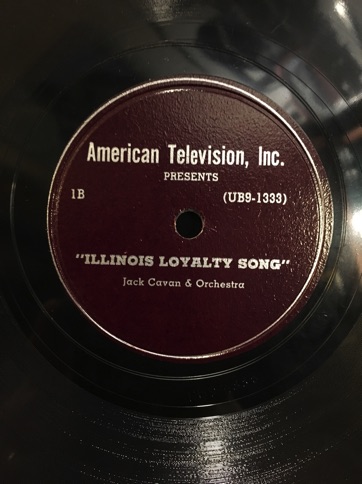 American Television, Inc.
PRESENTS
1B (UB9-1333)
"ILLINOIS LOYALTY SONG"
Jack Cavan & Orchestra